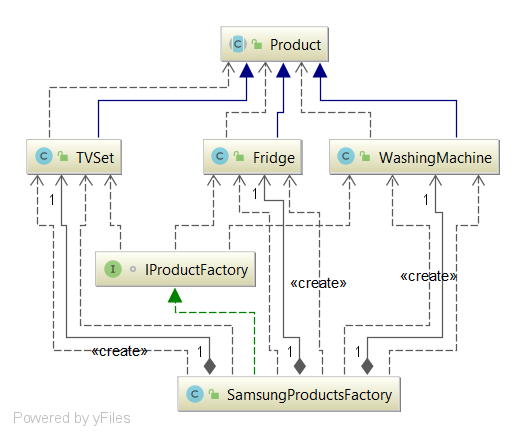 C Product
C TVSet
C Fridge
C WashingMachine
1
1
1
I IProductFactory
«create»
«create»
«create»
1
1
1
C SamsungProductsFactory
Powered by yFiles